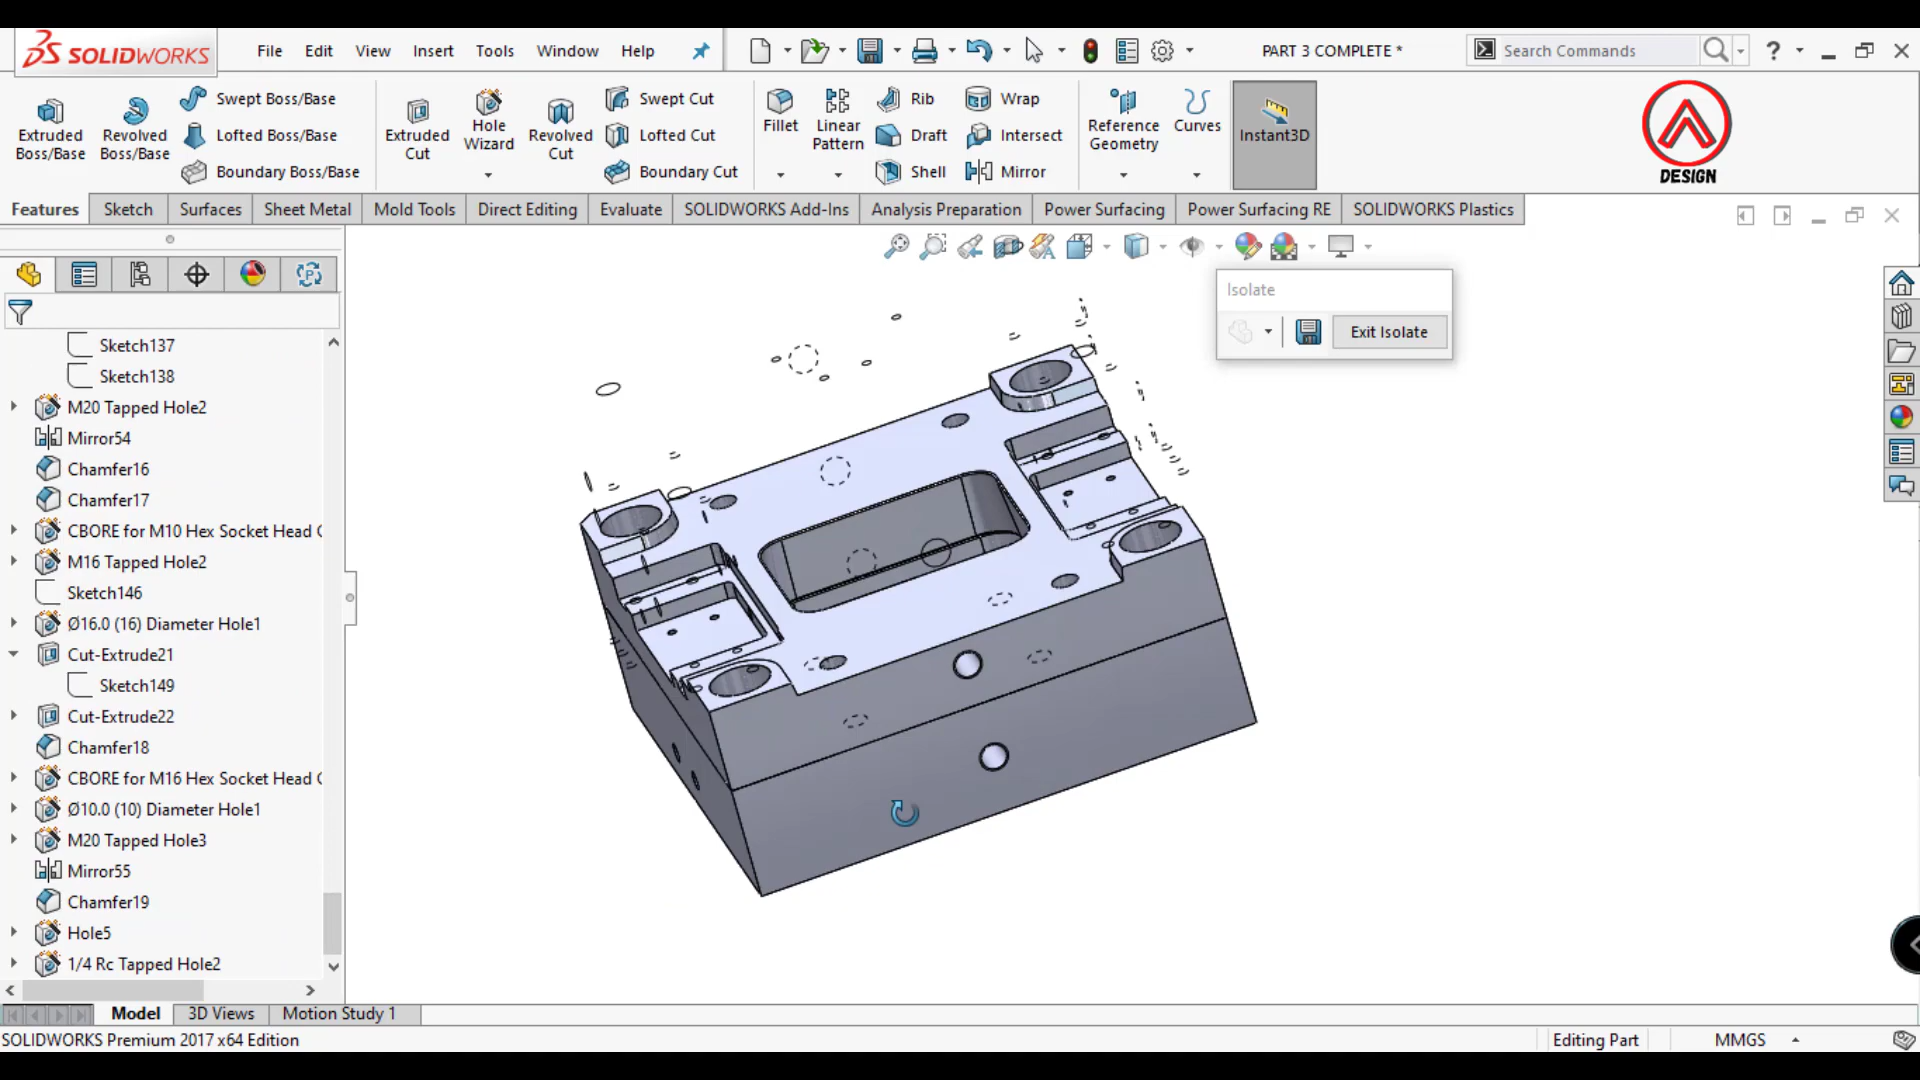 SOLIDWORKS
File Edit View Insert Tools Window Help
PART 3 COMPLETE *
Search Commands
?
Extruded Boss/Base
Revolved Boss/Base
Swept Boss/Base
Lofted Boss/Base
Boundary Boss/Base
Extruded Cut
Hole Wizard
Revolved Cut
Swept Cut
Lofted Cut
Boundary Cut
Fillet
Linear Pattern
Rib
Draft
Shell
Wrap
Intersect
Mirror
Reference Geometry
Curves
Instant3D
DESIGN
Features Sketch Surfaces Sheet Metal Mold Tools Direct Editing Evaluate SOLIDWORKS Add-Ins Analysis Preparation Power Surfacing Power Surfacing RE SOLIDWORKS Plastics
Isolate
Exit Isolate
Sketch137
Sketch138
M20 Tapped Hole2
Mirror54
Chamfer16
Chamfer17
CBORE for M10 Hex Socket Head C
M16 Tapped Hole2
Sketch146
Ø16.0 (16) Diameter Hole1
Cut-Extrude21
Sketch149
Cut-Extrude22
Chamfer18
CBORE for M16 Hex Socket Head C
Ø10.0 (10) Diameter Hole1
M20 Tapped Hole3
Mirror55
Chamfer19
Hole5
1/4 Rc Tapped Hole2
Model 3D Views Motion Study 1
SOLIDWORKS Premium 2017 x64 Edition
Editing Part
MMGS